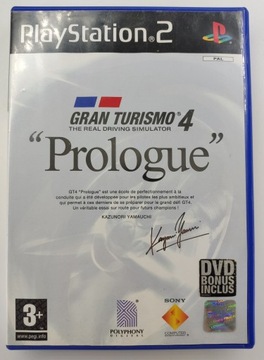 PlayStation 2
PAL
GRAN TURISMO 4
THE REAL DRIVING SIMULATOR
"Prologue"
GT4 "Prologue" est une école de perfectionnement à la
conduite qui a été développée pour les pilotes les plus ambitieux et
qui permet à ces derniers de se préparer pour le grand défi GT4.
Un véritable essai sur route pour futurs champions !
KAZUNORI YAMAUCHI
DVD
BONUS
INCLUS
3+
www.pegi.info
POLYPHONY
DIGITAL
SONY